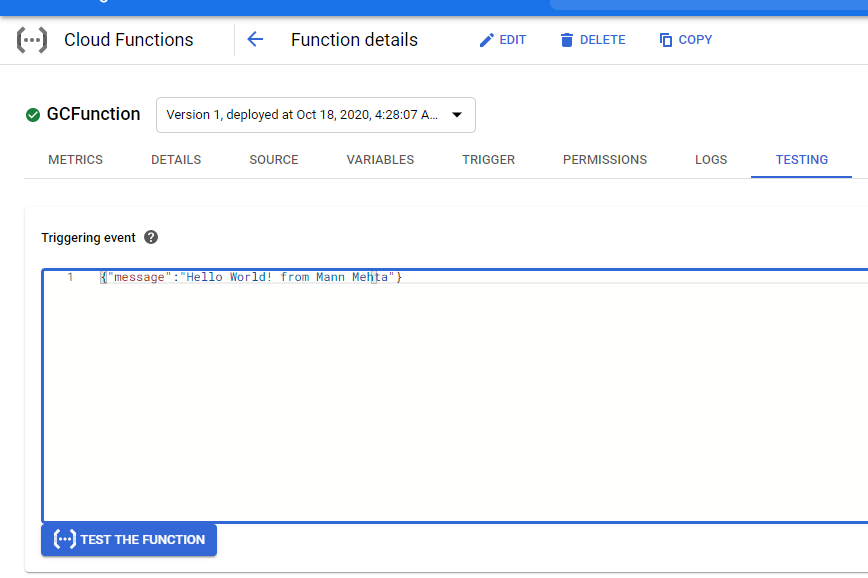 Cloud Functions Function details EDIT DELETE COPY
GCFunction Version 1, deployed at Oct 18, 2020, 4:28:07 A...
METRICS DETAILS SOURCE VARIABLES TRIGGER PERMISSIONS LOGS TESTING
Triggering event ?
1 {"message":"Hello World! from Mann Mehta"}
TEST THE FUNCTION